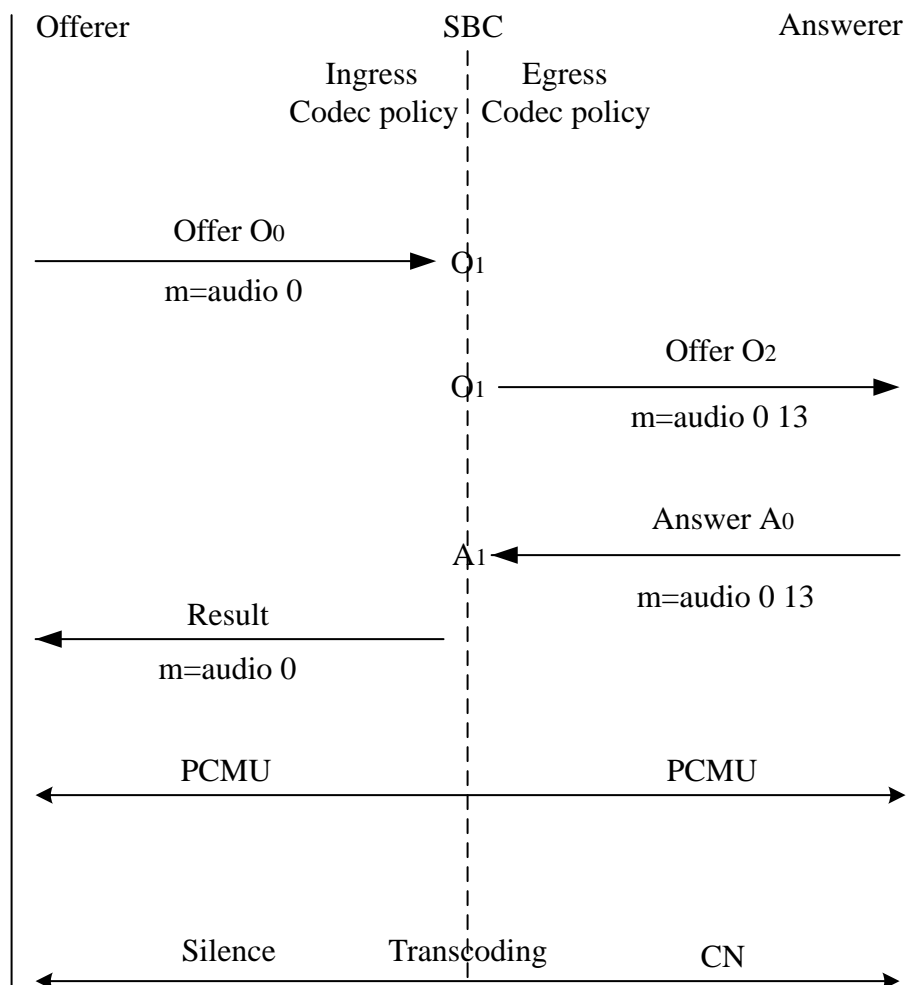 Offerer SBC Answerer
Ingress Egress
Codec policy Codec policy
Offer O0
O1
m=audio 0
Offer O2
O1
m=audio 0 13
Answer A0
A1
m=audio 0 13
Result
m=audio 0
PCMU PCMU
Silence Transcoding CN